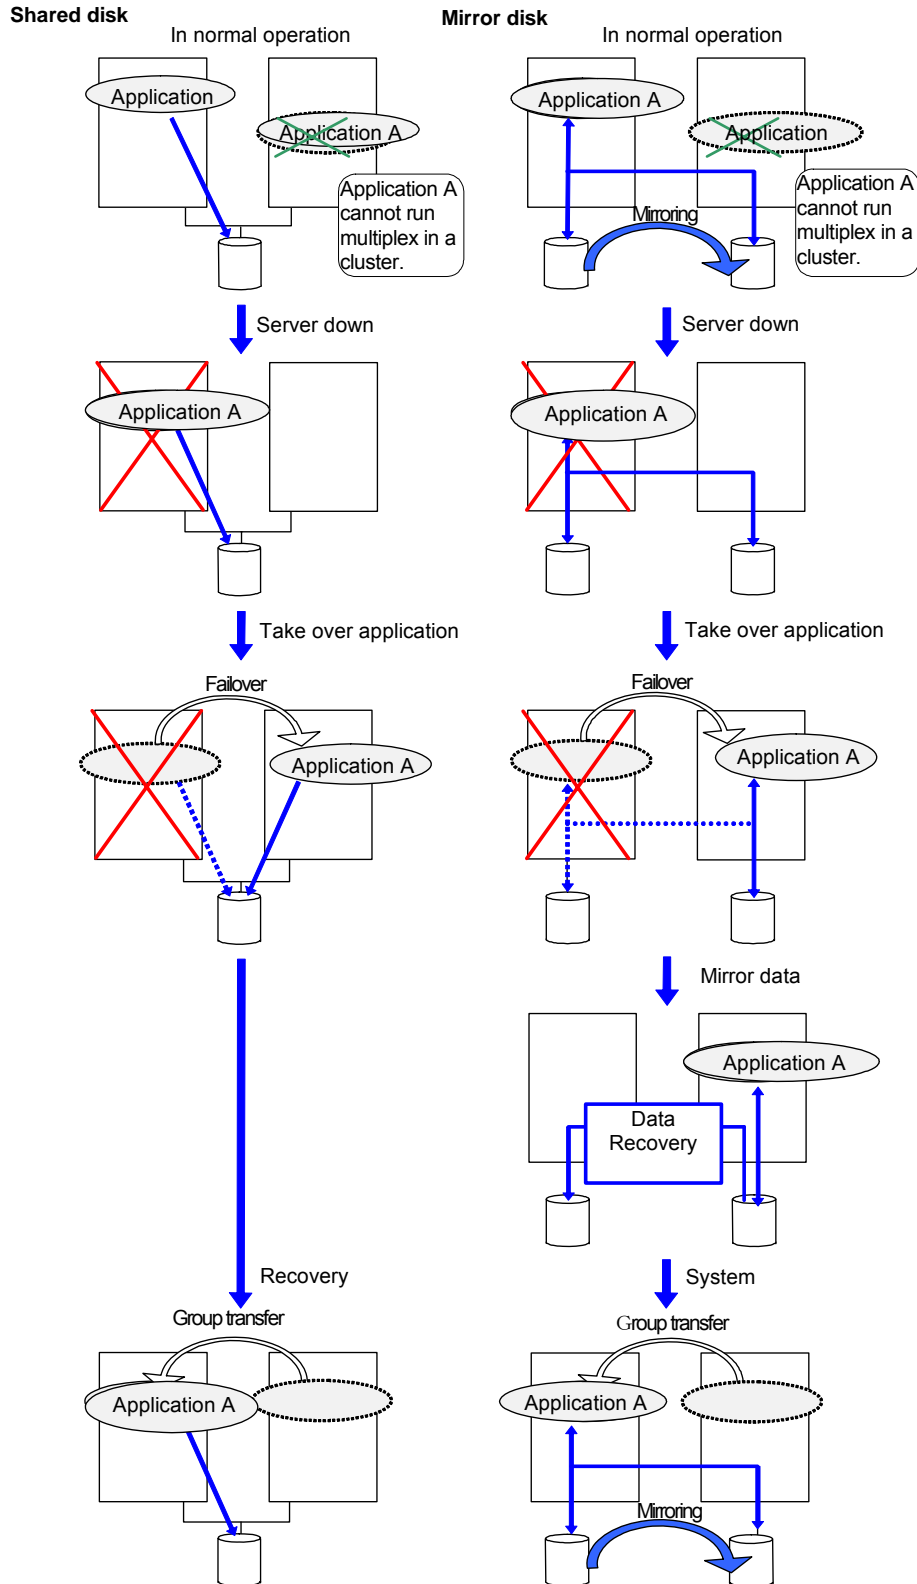 Shared disk
In normal operation
Application
Application A
Application A
cannot run
multiplex in a
cluster.
Server down
Application A
Take over application
Failover
Application A
Recovery
Group transfer
Application A
Mirror disk
In normal operation
Application A
Application
Application A
cannot run
multiplex in a
cluster.
Mirroring
Server down
Application A
Take over application
Failover
Application A
Mirror data
Application A
Data
Recovery
System
Group transfer
Application A
Mirroring